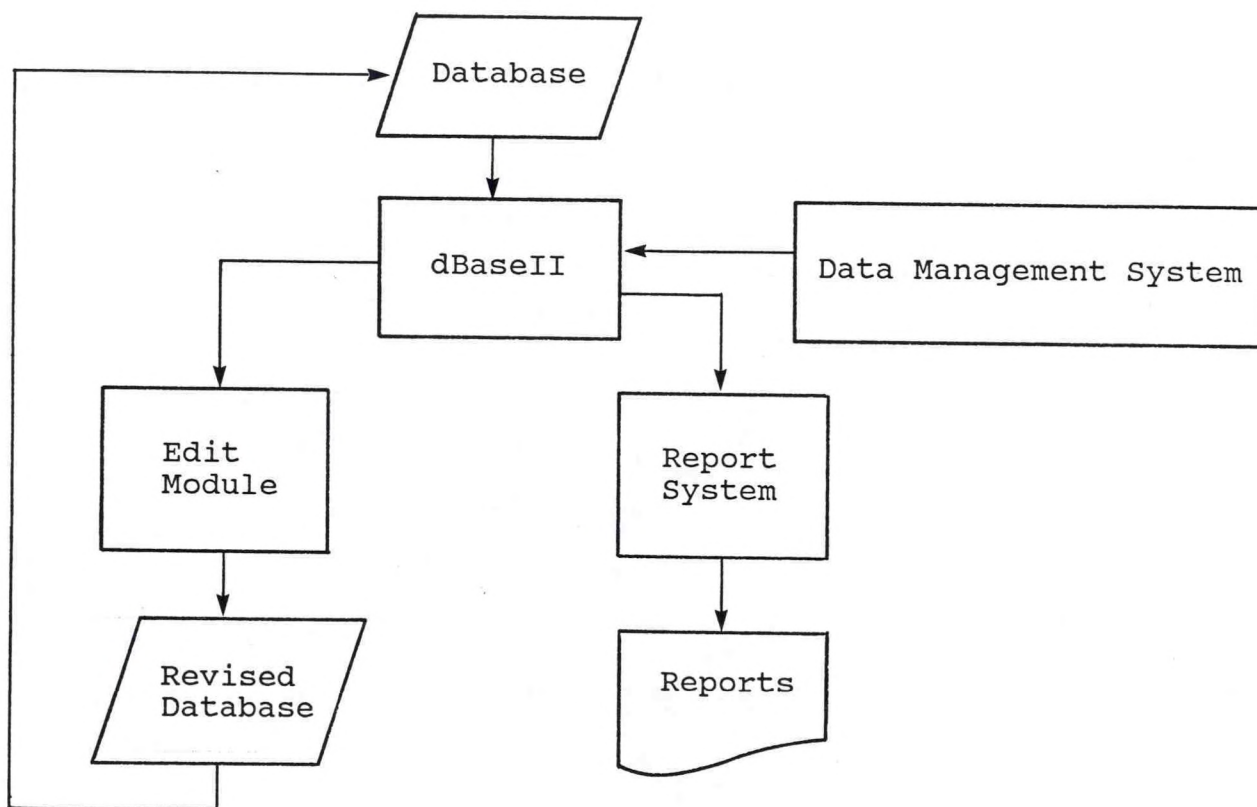 Database
dBaseII
Data Management System
Edit
Module
Report
System
Revised
Database
Reports